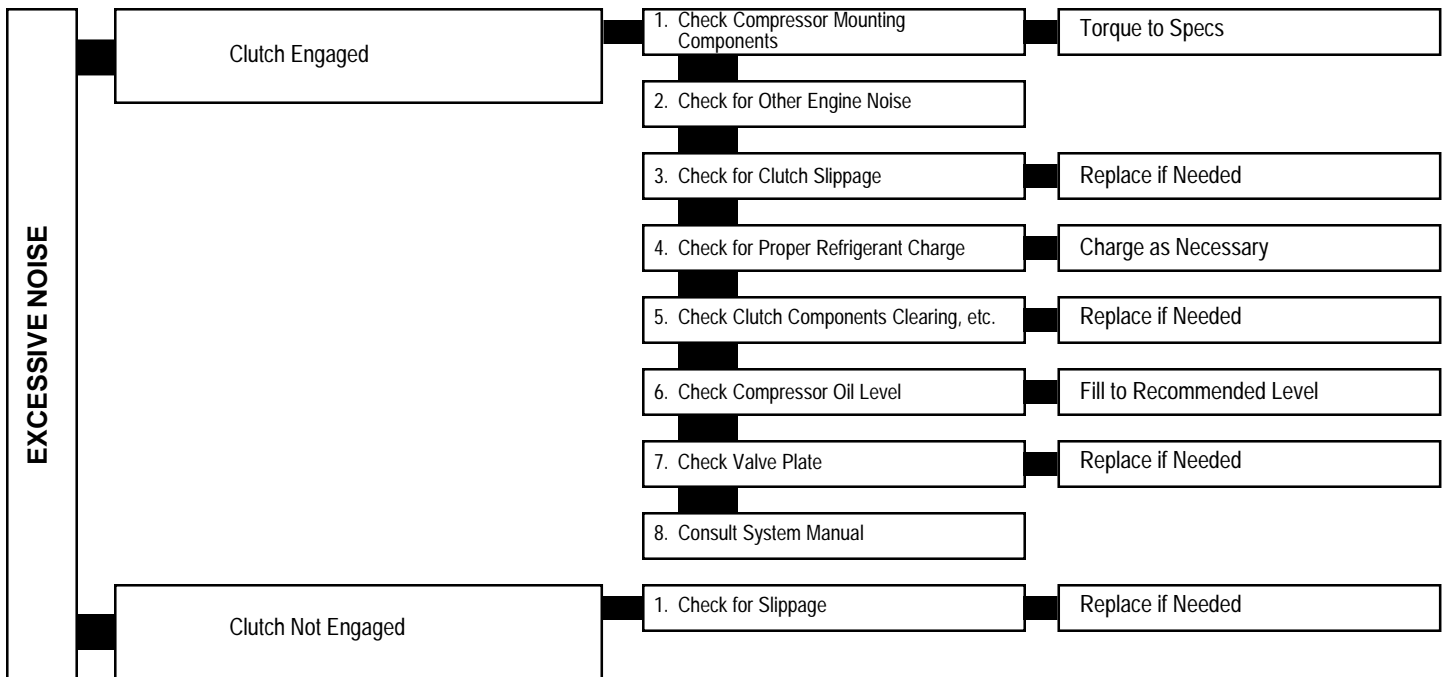 EXCESSIVE NOISE
Clutch Engaged
1. Check Compressor Mounting
Components
Torque to Specs
2. Check for Other Engine Noise
3. Check for Clutch Slippage
Replace if Needed
4. Check for Proper Refrigerant Charge
Charge as Necessary
5. Check Clutch Components Clearing, etc.
Replace if Needed
6. Check Compressor Oil Level
Fill to Recommended Level
7. Check Valve Plate
Replace if Needed
8. Consult System Manual
Clutch Not Engaged
1. Check for Slippage
Replace if Needed